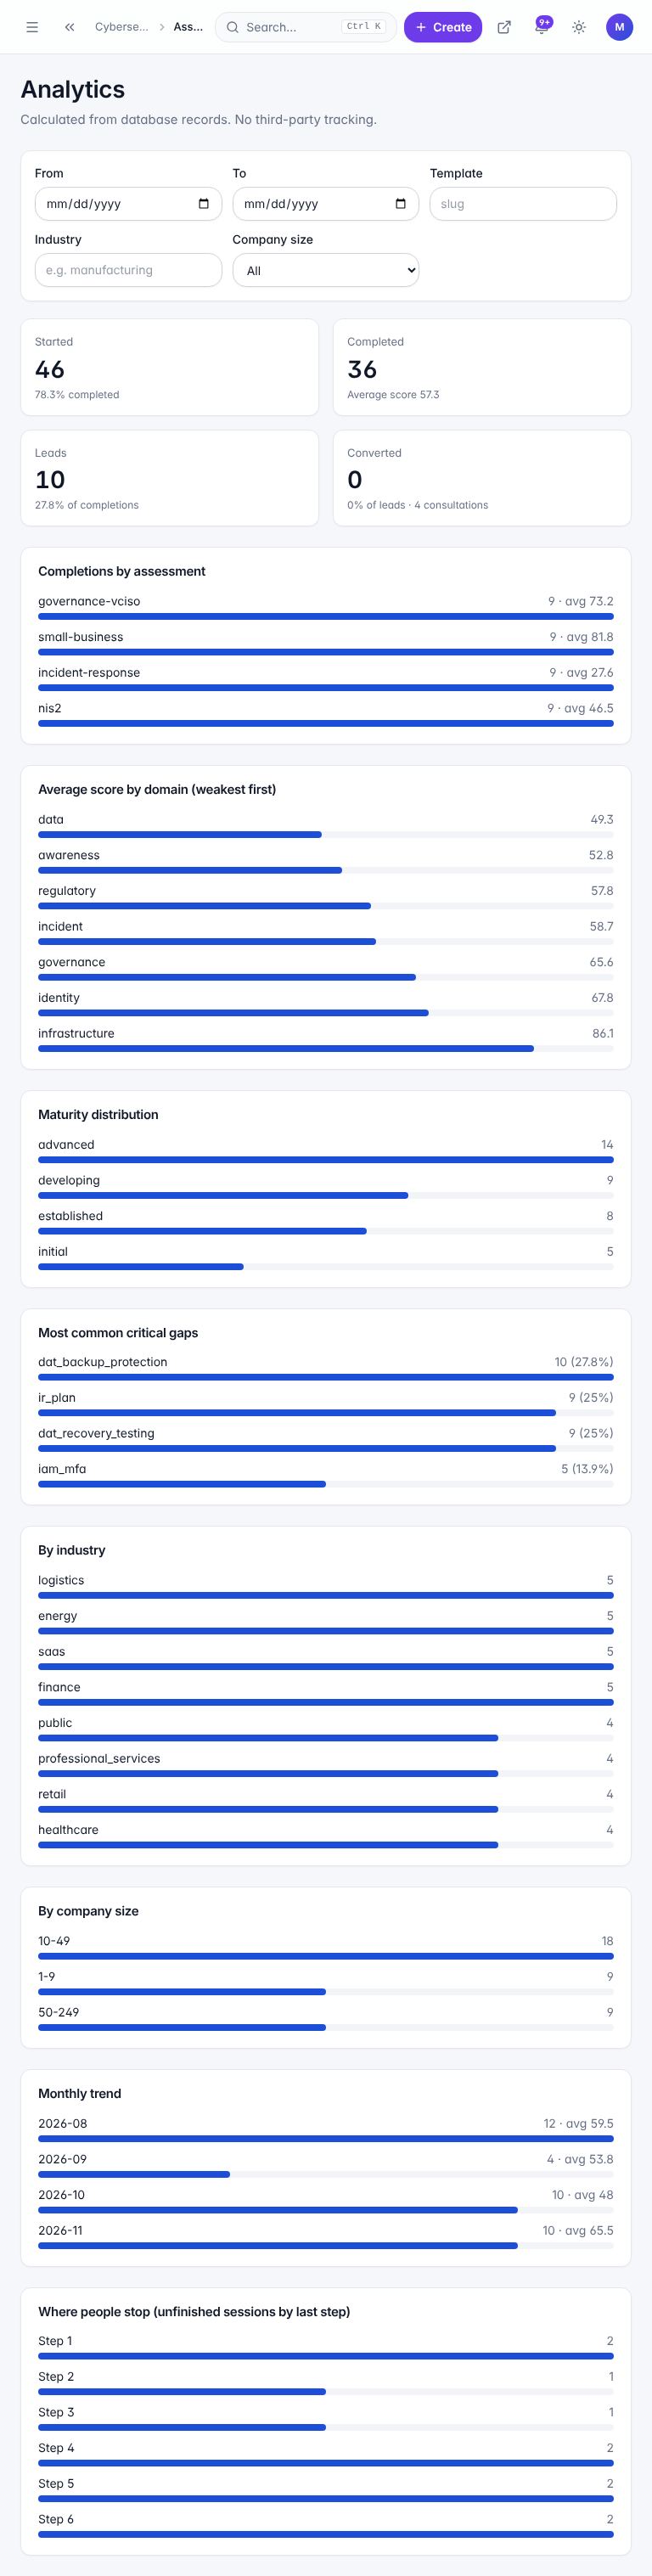 Cyberse... > Ass... Search... Ctrl K + Create 9+ M
Analytics
Calculated from database records. No third-party tracking.
From To Template
mm/dd/yyyy mm/dd/yyyy slug
Industry Company size
e.g. manufacturing All
Started Completed
46 36
78.3% completed Average score 57.3
Leads Converted
10 0
27.8% of completions 0% of leads · 4 consultations
Completions by assessment
governance-vciso 9 · avg 73.2
small-business 9 · avg 81.8
incident-response 9 · avg 27.6
nis2 9 · avg 46.5
Average score by domain (weakest first)
data 49.3
awareness 52.8
regulatory 57.8
incident 58.7
governance 65.6
identity 67.8
infrastructure 86.1
Maturity distribution
advanced 14
developing 9
established 8
initial 5
Most common critical gaps
dat_backup_protection 10 (27.8%)
ir_plan 9 (25%)
dat_recovery_testing 9 (25%)
iam_mfa 5 (13.9%)
By industry
logistics 5
energy 5
saas 5
finance 5
public 4
professional_services 4
retail 4
healthcare 4
By company size
10-49 18
1-9 9
50-249 9
Monthly trend
2026-08 12 · avg 59.5
2026-09 4 · avg 53.8
2026-10 10 · avg 48
2026-11 10 · avg 65.5
Where people stop (unfinished sessions by last step)
Step 1 2
Step 2 1
Step 3 1
Step 4 2
Step 5 2
Step 6 2